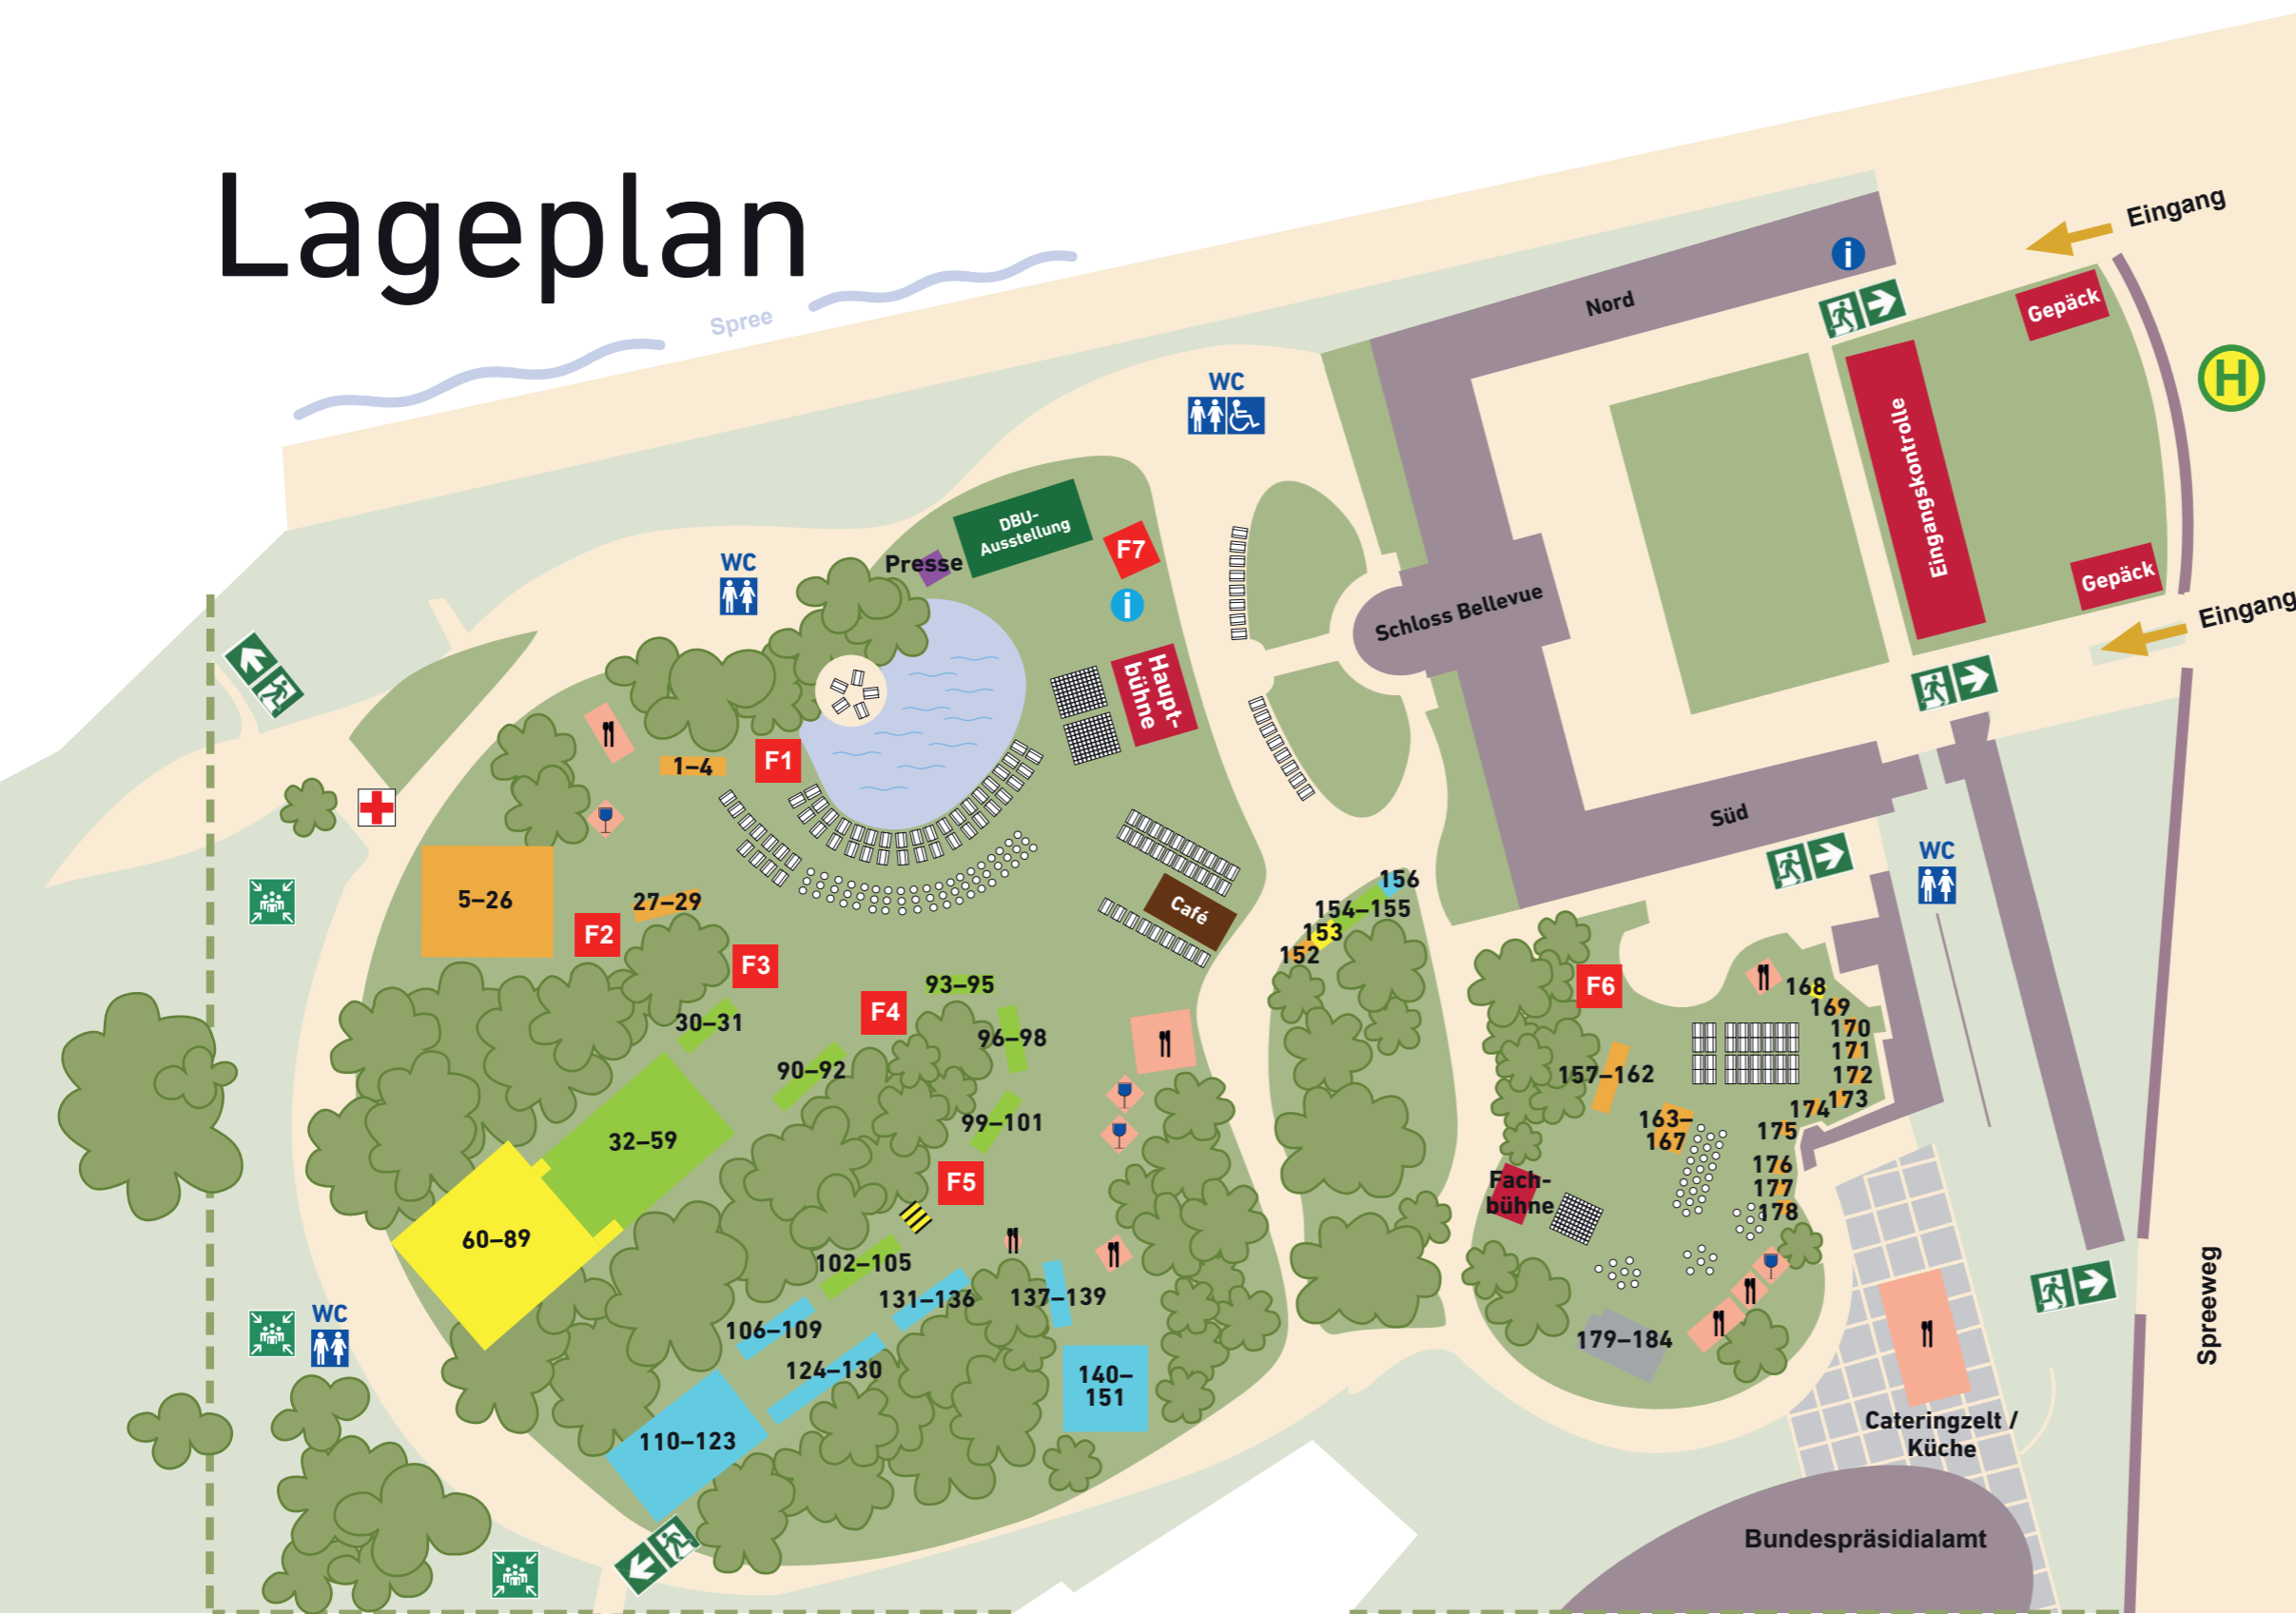 Lageplan
Spree
Eingang
Nord
Gepäck
H
WC
Eingangskontrolle
DBU-
Ausstellung
F7
WC
Presse
Schloss Bellevue
Gepäck
Eingang
Haupt-
bühne
1–4
F1
Süd
WC
5–26
27–29
F2
F3
Café
156
154–155
153
152
30–31
93–95
F4
96–98
F6
168
169
170
171
172
173
174
175
176
177
178
90–92
157–162
163–
167
99–101
32–59
F5
60–89
Fach-
bühne
102–105
131–136
137–139
106–109
124–130
140–
151
110–123
179–184
WC
Spreeweg
Cateringzelt /
Küche
Bundespräsidialamt